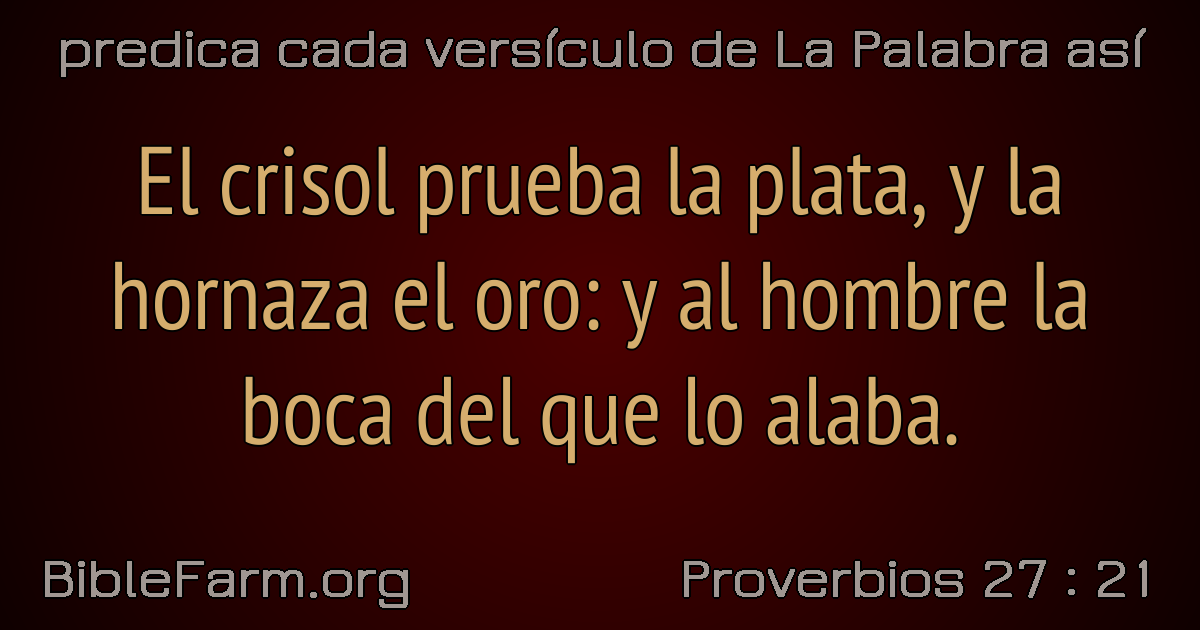 predica cada versículo de La Palabra así
El crisol prueba la plata, y la
hornaza el oro: y al hombre la
boca del que lo alaba.
BibleFarm.org
Proverbios 27 : 21